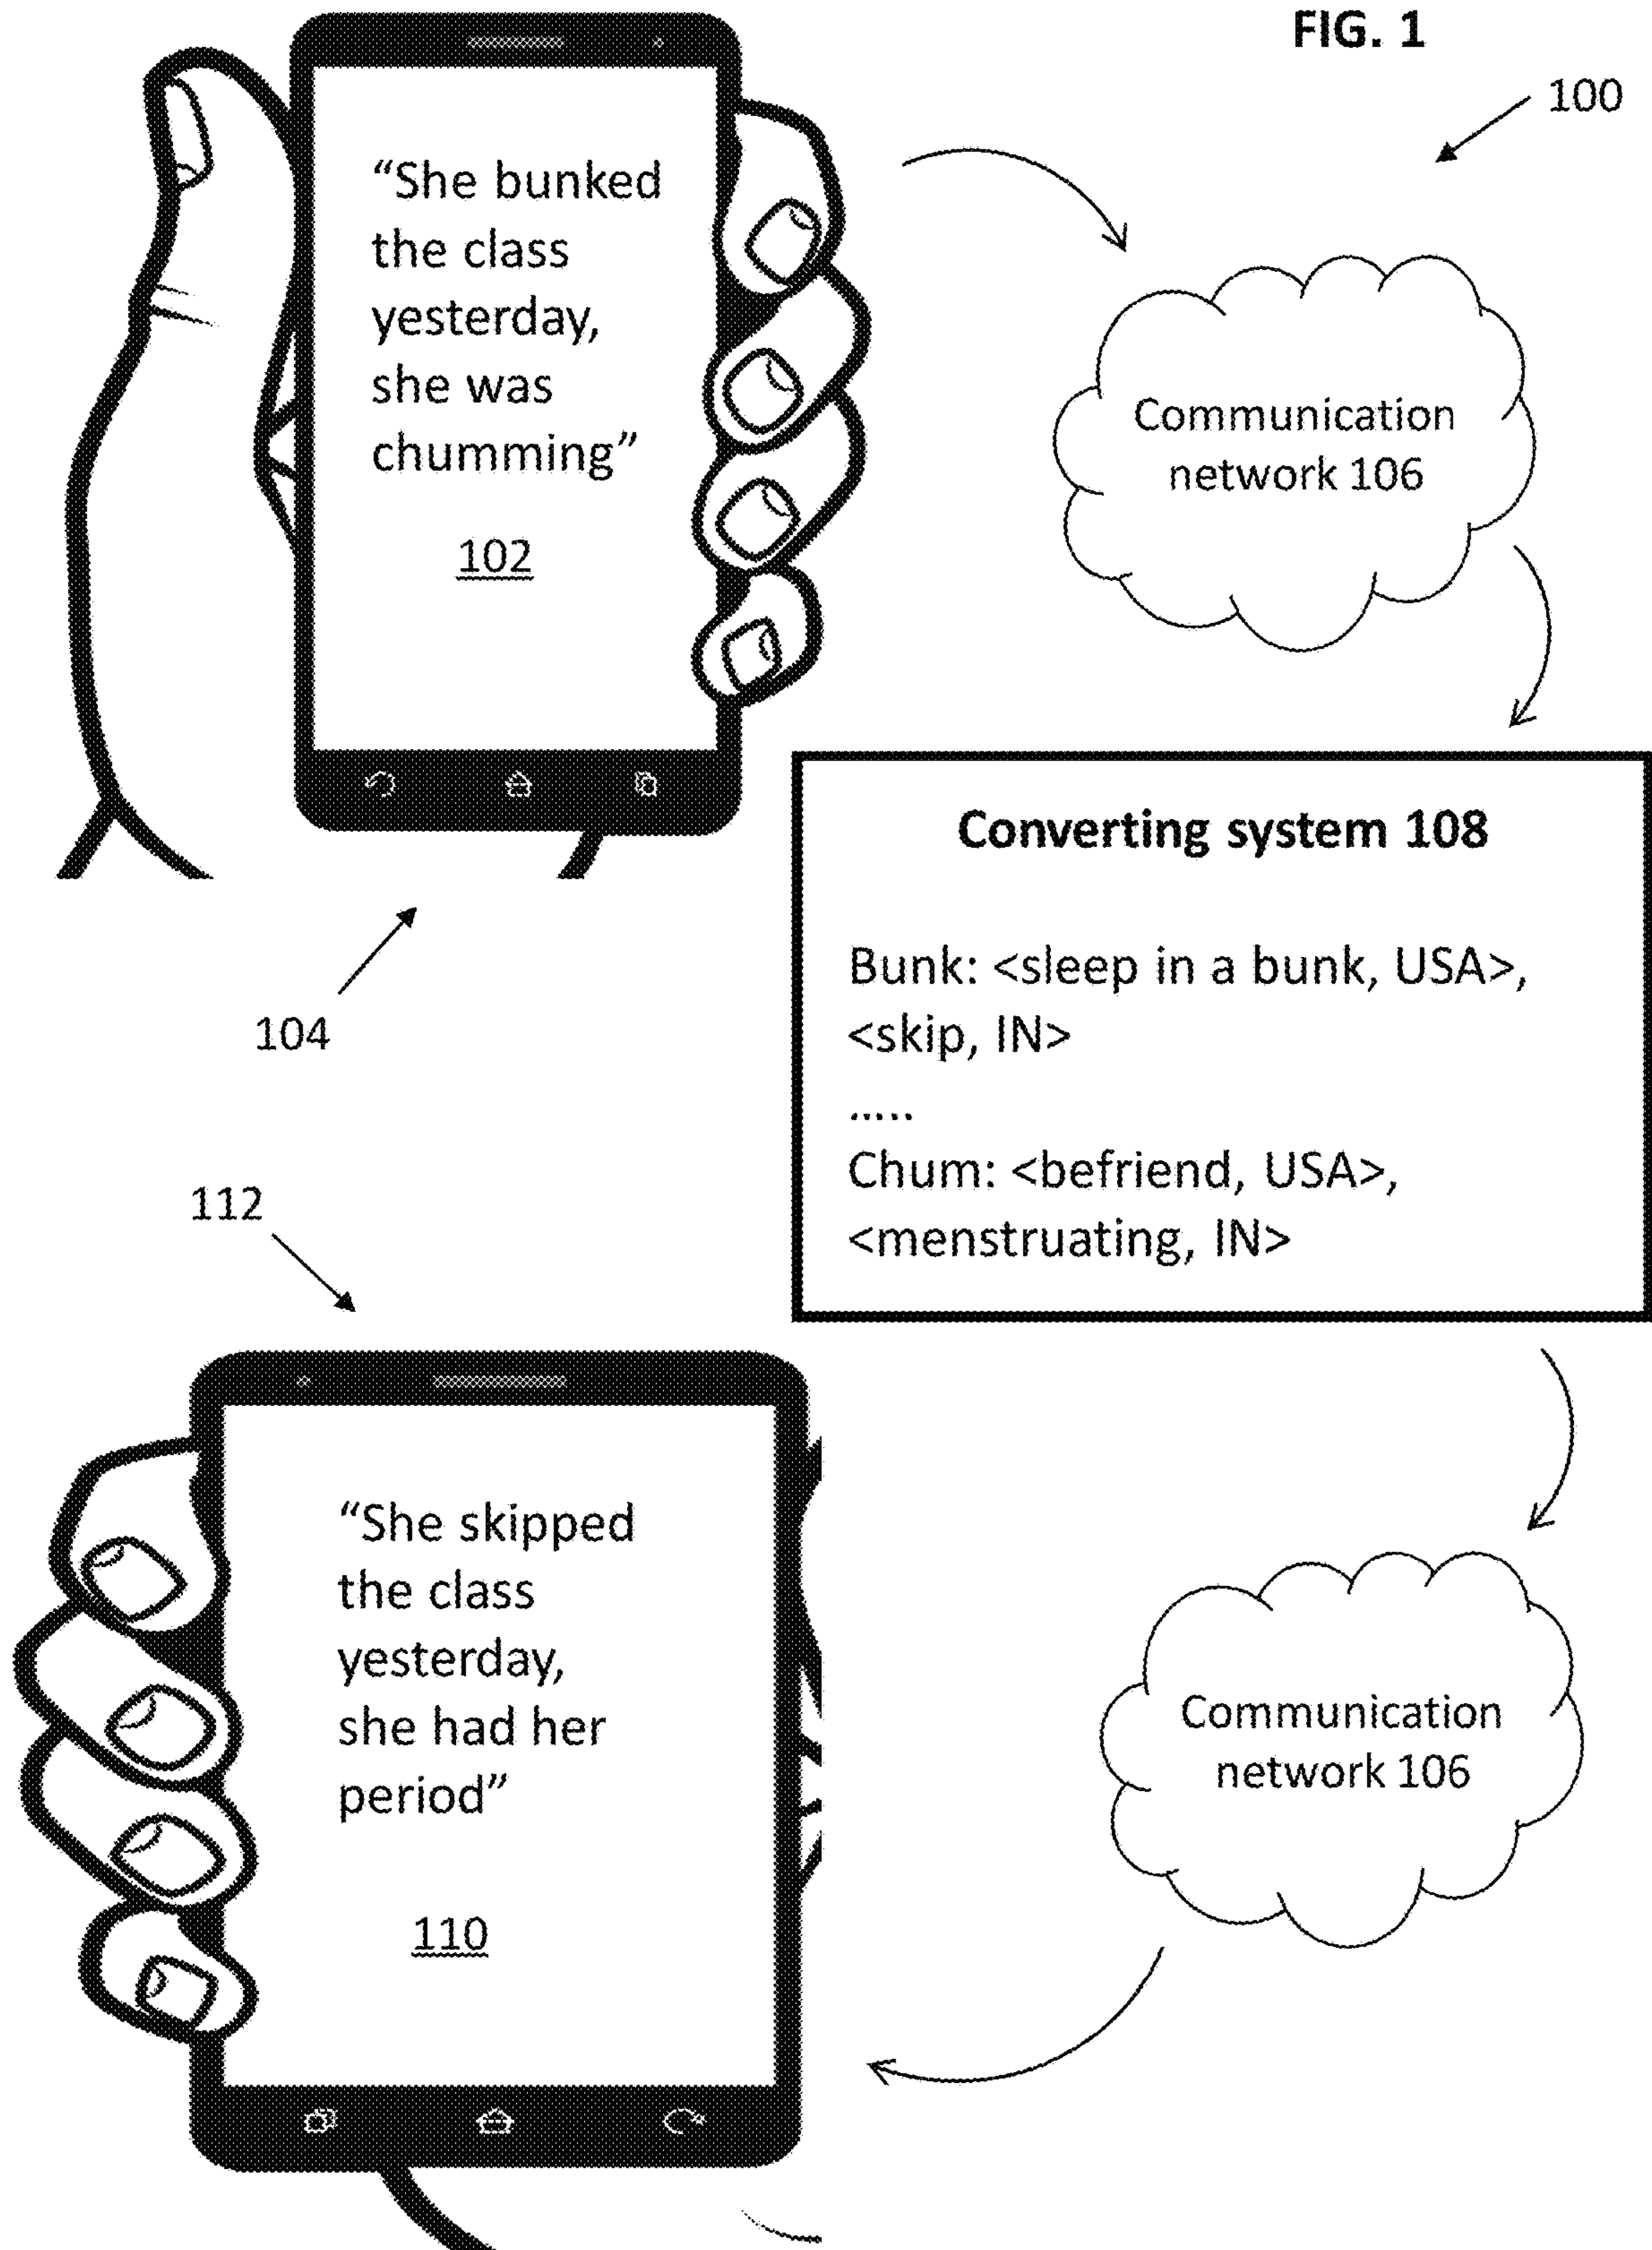 FIG. 1
100
“She bunked
the class
yesterday,
she was
chumming”
102
Communication
network 106
104
Converting system 108
Bunk: <sleep in a bunk, USA>,
<skip, IN>
.....
Chum: <befriend, USA>,
<menstruating, IN>
112
“She skipped
the class
yesterday,
she had her
period”
110
Communication
network 106